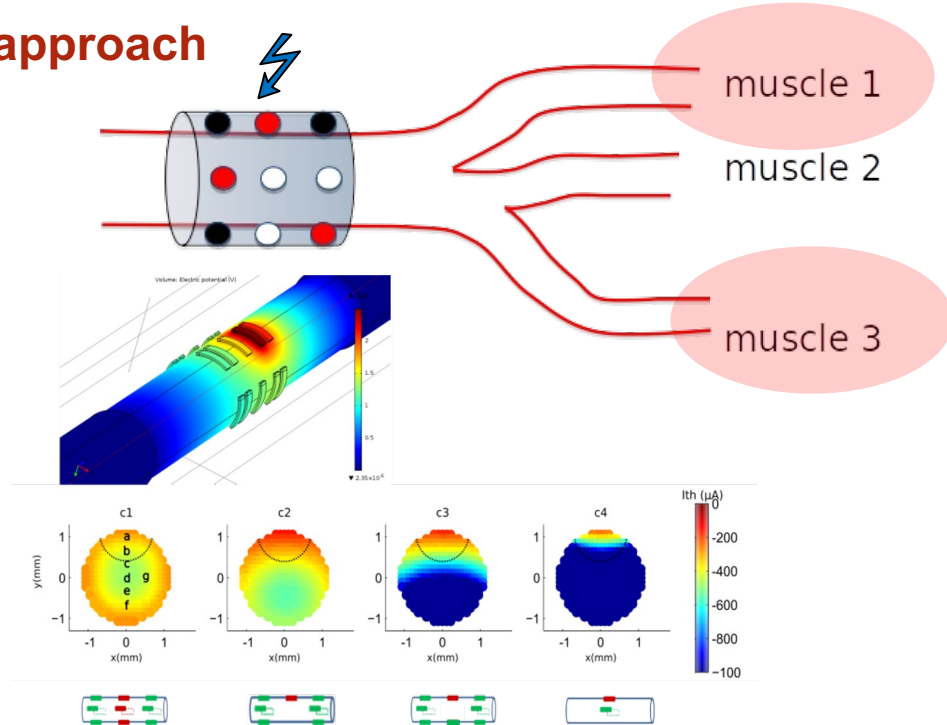 approach
muscle 1
muscle 2
muscle 3
Volume: Electric potential (V)
2
1.5
1
0.5
▼ 2.35x10⁻⁶
Ith (μA)
c1 c2 c3 c4
0
-200
-400
-600
-800
-100
y(mm)
1
0
-1
a
b
c
d
e
f
g
1
0
-1
1
0
-1
1
0
-1
-1 0 1
-1 0 1
-1 0 1
-1 0 1
x(mm) x(mm) x(mm) x(mm)